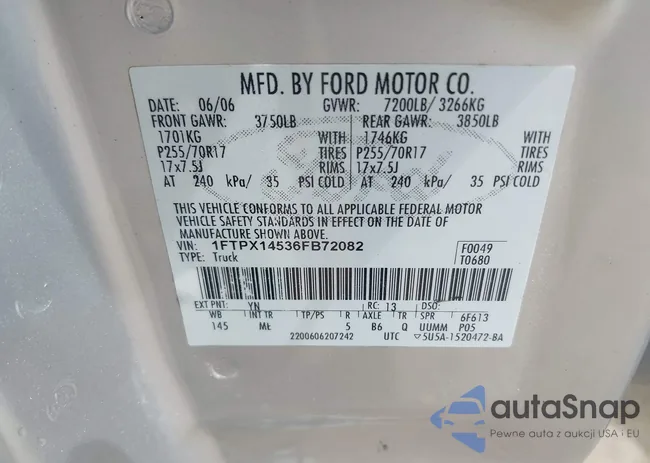 MFD. BY FORD MOTOR CO.
DATE: 06/06 GVWR: 7200LB/ 3266KG
FRONT GAWR: 3750LB REAR GAWR: 3850LB
1701KG WITH 1746KG WITH
P255/70R17 TIRES P255/70R17 TIRES
17x7.5J RIMS 17x7.5J RIMS
AT 240 kPa/ 35 PSI COLD AT 240 kPa/ 35 PSI COLD
THIS VEHICLE CONFORMS TO ALL APPLICABLE FEDERAL MOTOR
VEHICLE SAFETY STANDARDS IN EFFECT ON THE DATE OF
MANUFACTURE SHOWN ABOVE.
VIN: 1FTPX14536FB72082 F0049
TYPE: Truck T0680
EXT PNT: YN RC: 13 DSO:
WB INT TR TP/PS R AXLE TR SPR 6F613
145 5 B6 Q UUMM P05
2200606207242 UTC ▽5U5A-1520472-BA
autoSnap
Pewne auta z aukcji USA i EU